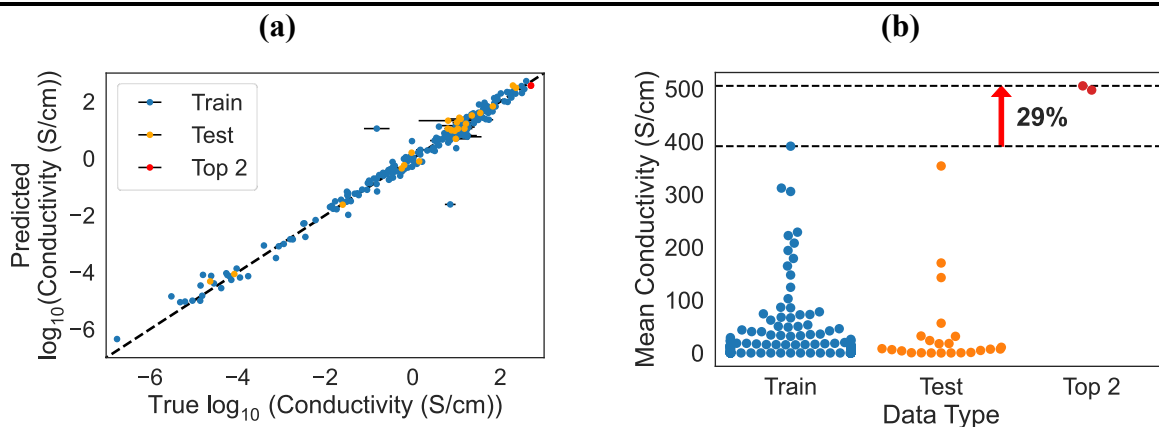 (a)
Predicted
log₁₀(Conductivity (S/cm))
2
0
−2
−4
−6
Train
Test
Top 2
−6
−4
−2
0
2
True log₁₀ (Conductivity (S/cm))
(b)
Mean Conductivity (S/cm)
500
400
300
200
100
0
29%
Train
Test
Top 2
Data Type